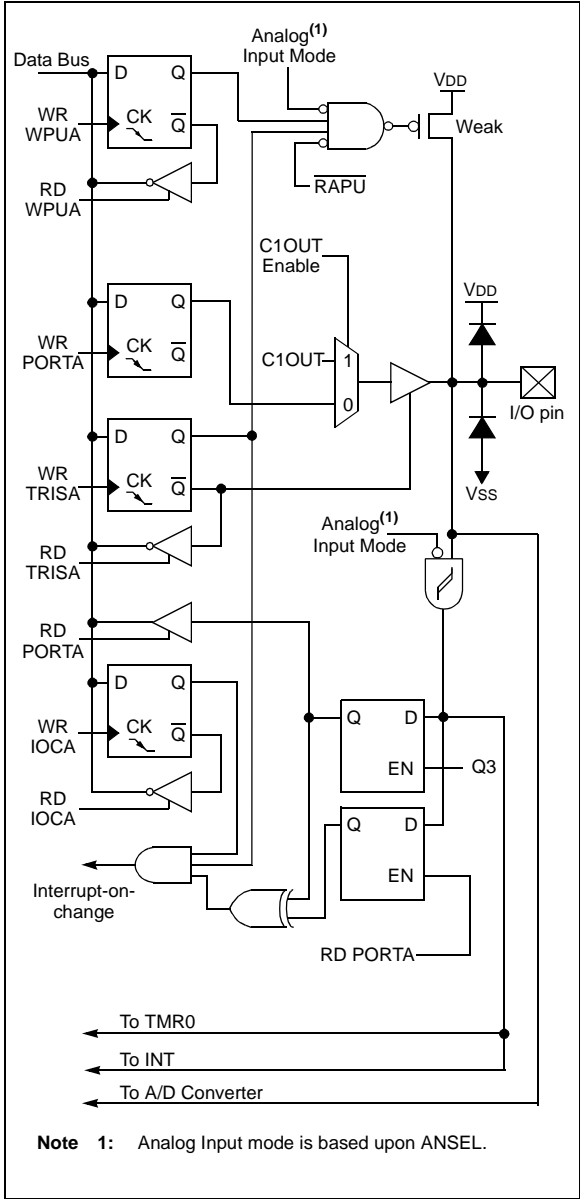 Analog(1)
Input Mode
Data Bus
D Q
VDD
WR
WPUA
CK
Q
Weak
RD
WPUA
RAPU
C1OUT
Enable
D Q
VDD
WR
PORTA
CK
Q
C1OUT
1
0
I/O pin
D Q
WR
TRISA
CK
Q
VSS
Analog(1)
Input Mode
RD
TRISA
RD
PORTA
D Q
Q D
WR
IOCA
CK
Q
EN
Q3
RD
IOCA
Q D
EN
Interrupt-on-
change
RD PORTA
To TMR0
To INT
To A/D Converter
Note 1: Analog Input mode is based upon ANSEL.